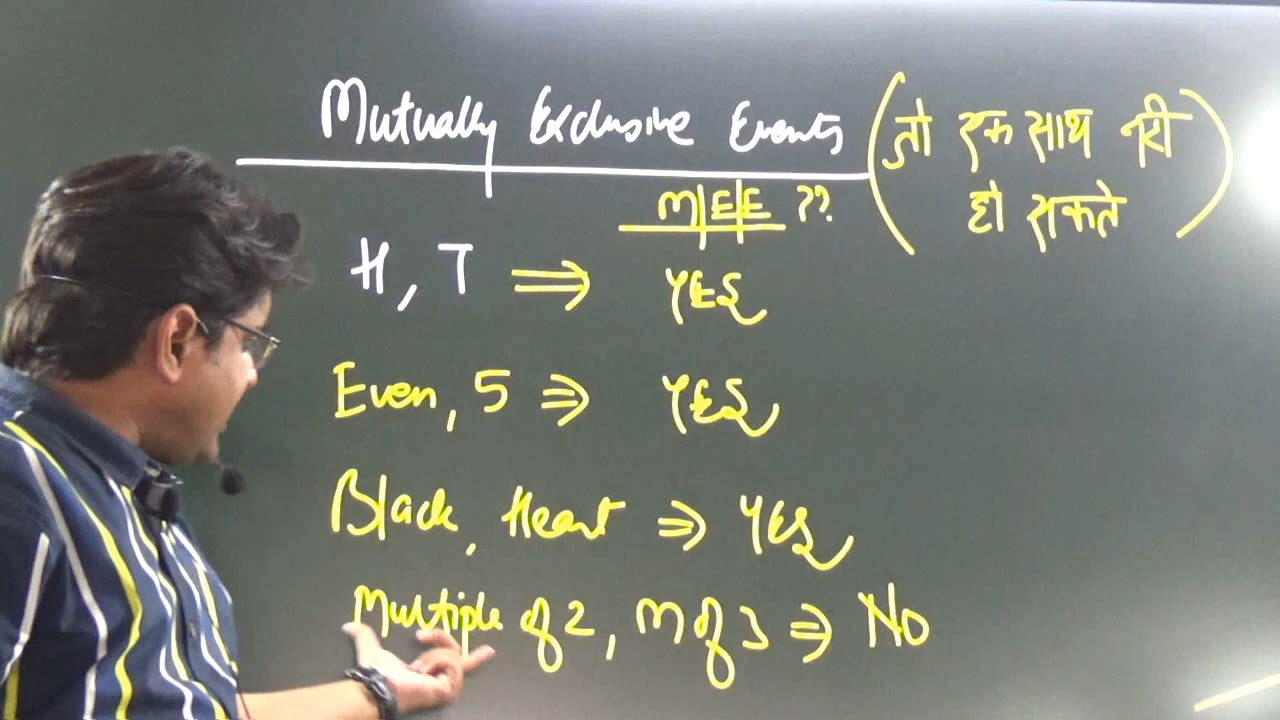 Mutually Exclusive Events (जो एक साथ नही
हो सकते)
M|E|E ??
H, T ⇒ YES
Even, 5 ⇒ YES
Black, Heart ⇒ YES
Multiple of 2, M of 3 ⇒ No